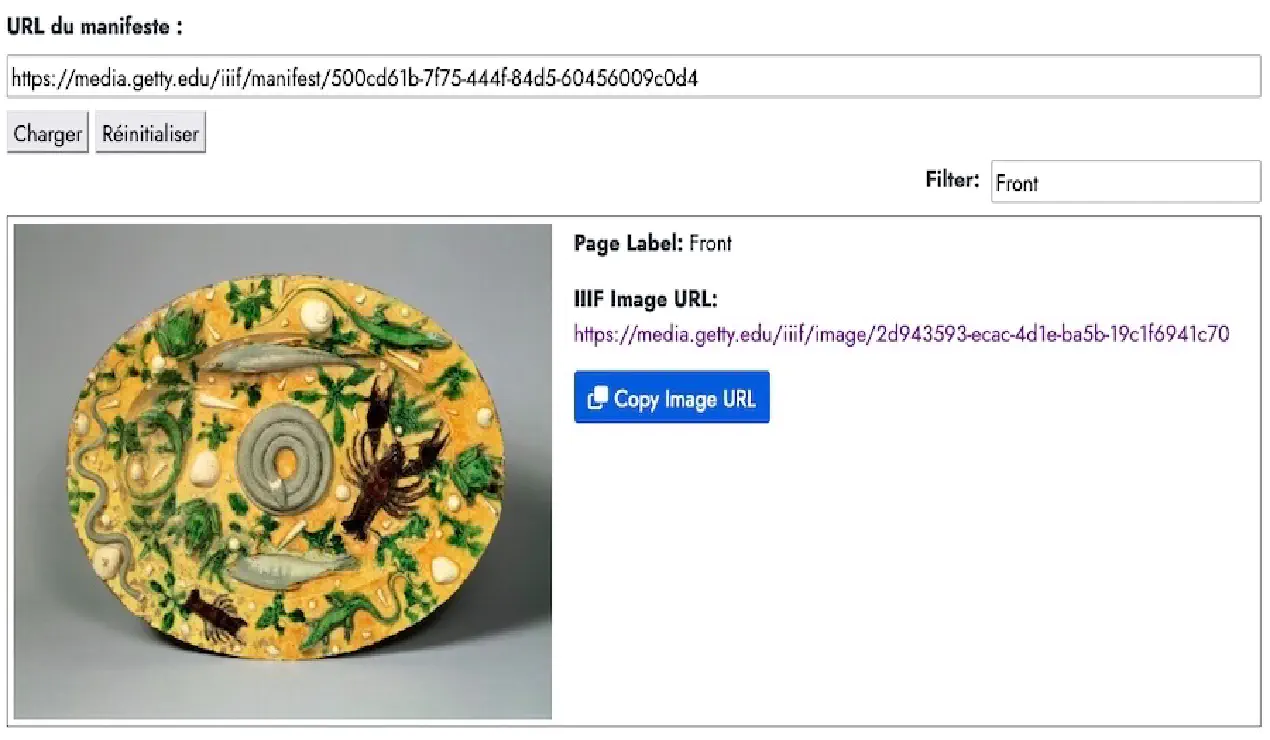 URL du manifeste :
https://media.getty.edu/iiif/manifest/500cd61b-7f75-444f-84d5-60456009c0d4
Charger Réinitialiser
Filter: Front
Page Label: Front
IIIF Image URL:
https://media.getty.edu/iiif/image/2d943593-ecac-4d1e-ba5b-19c1f6941c70
Copy Image URL